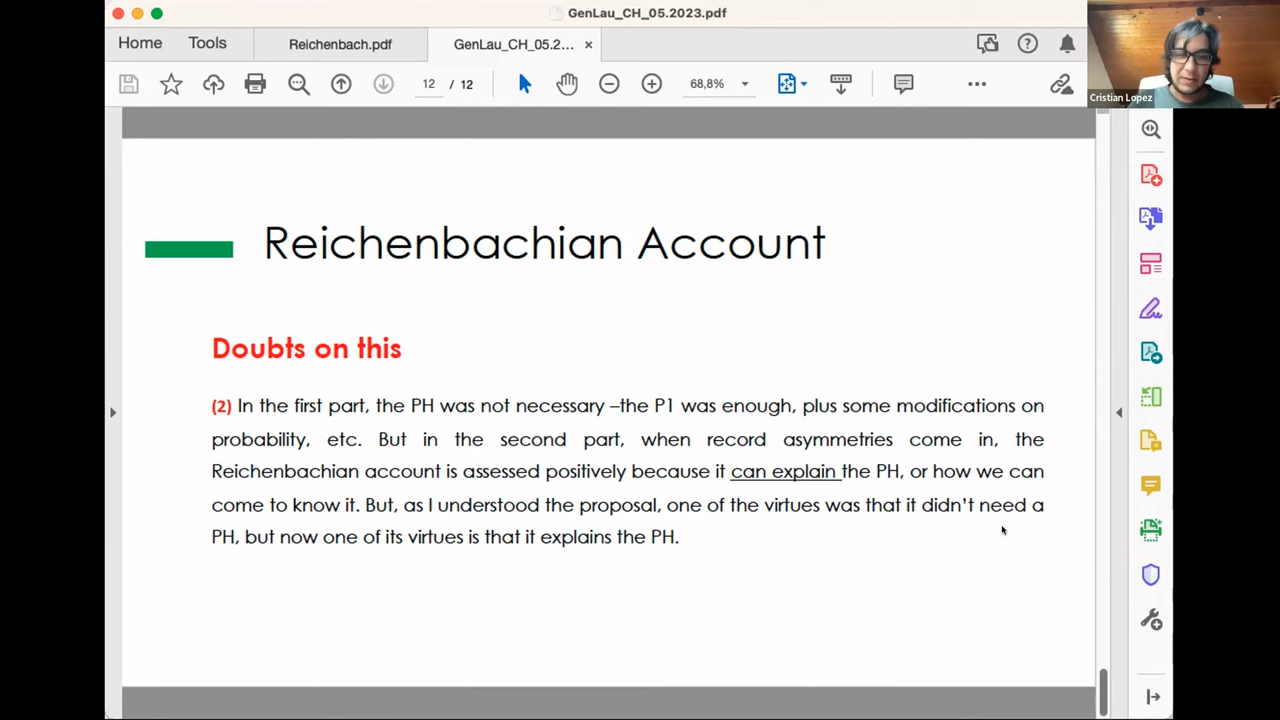 GenLau_CH_05.2023.pdf
Home Tools Reichenbach.pdf GenLau_CH_05.2... ×
12 / 12 68,8%
Cristian Lopez
Reichenbachian Account
Doubts on this
(2) In the first part, the PH was not necessary –the P1 was enough, plus some modifications on
probability, etc. But in the second part, when record asymmetries come in, the
Reichenbachian account is assessed positively because it can explain the PH, or how we can
come to know it. But, as I understood the proposal, one of the virtues was that it didn't need a
PH, but now one of its virtues is that it explains the PH.